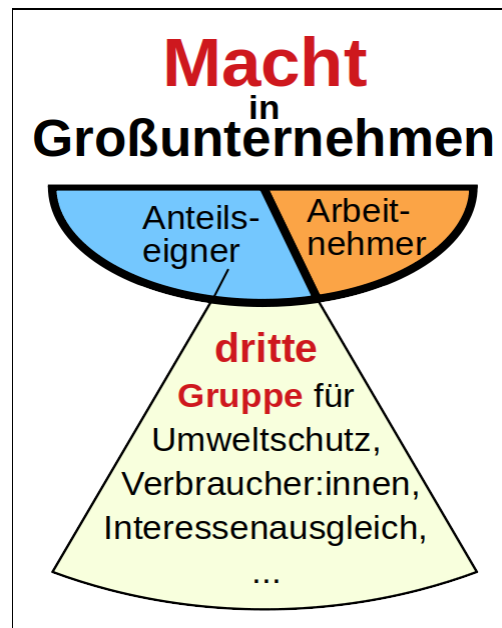 Macht
in
Großunternehmen
Anteils-
eigner
Arbeit-
nehmer
dritte
Gruppe für
Umweltschutz,
Verbraucher:innen,
Interessenausgleich,
...